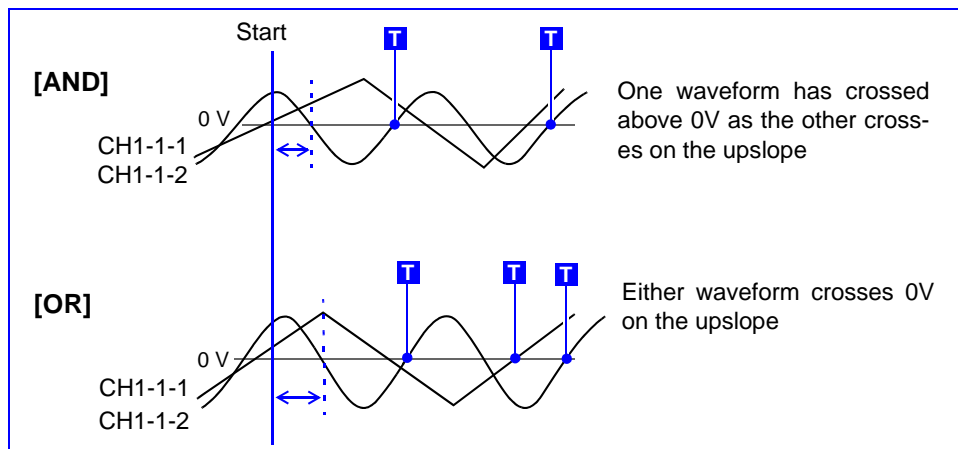 Start
T T
[AND]
One waveform has crossed
above 0V as the other cross-
es on the upslope
0 V
CH1-1-1
CH1-1-2
T T T
[OR]
Either waveform crosses 0V
on the upslope
0 V
CH1-1-1
CH1-1-2